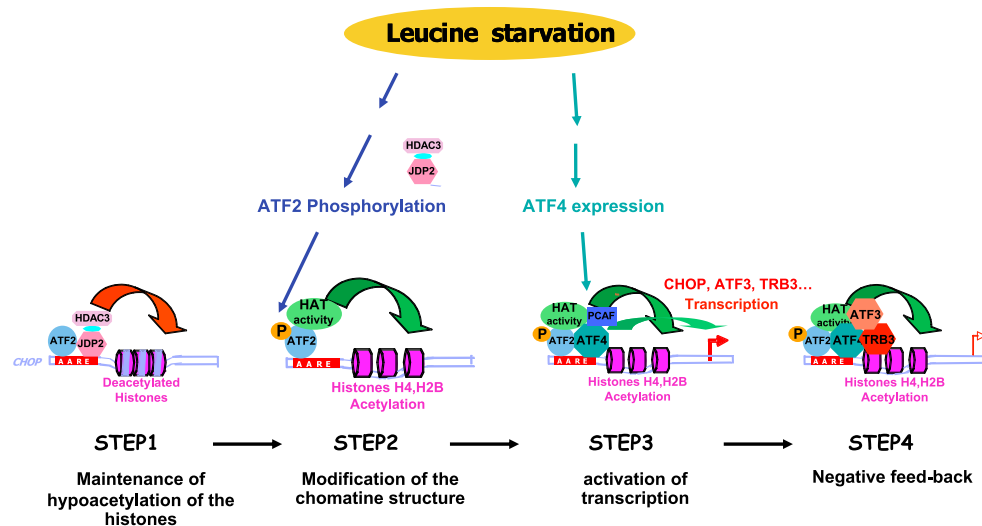 Leucine starvation
HDAC3
JDP2
ATF2 Phosphorylation
ATF4 expression
CHOP, ATF3, TRB3...
Transcription
HDAC3
ATF2
JDP2
CHOP
AARE
Deacetylated
Histones
HAT
activity
P
ATF2
AARE
Histones H4,H2B
Acetylation
HAT
activity
PCAF
P
ATF2
ATF4
AARE
Histones H4,H2B
Acetylation
HAT
activity
ATF3
P
ATF2
ATF4
TRB3
AARE
Histones H4,H2B
Acetylation
STEP1
STEP2
STEP3
STEP4
Maintenance of
hypoacetylation of the
histones
Modification of the
chomatine structure
activation of
transcription
Negative feed-back